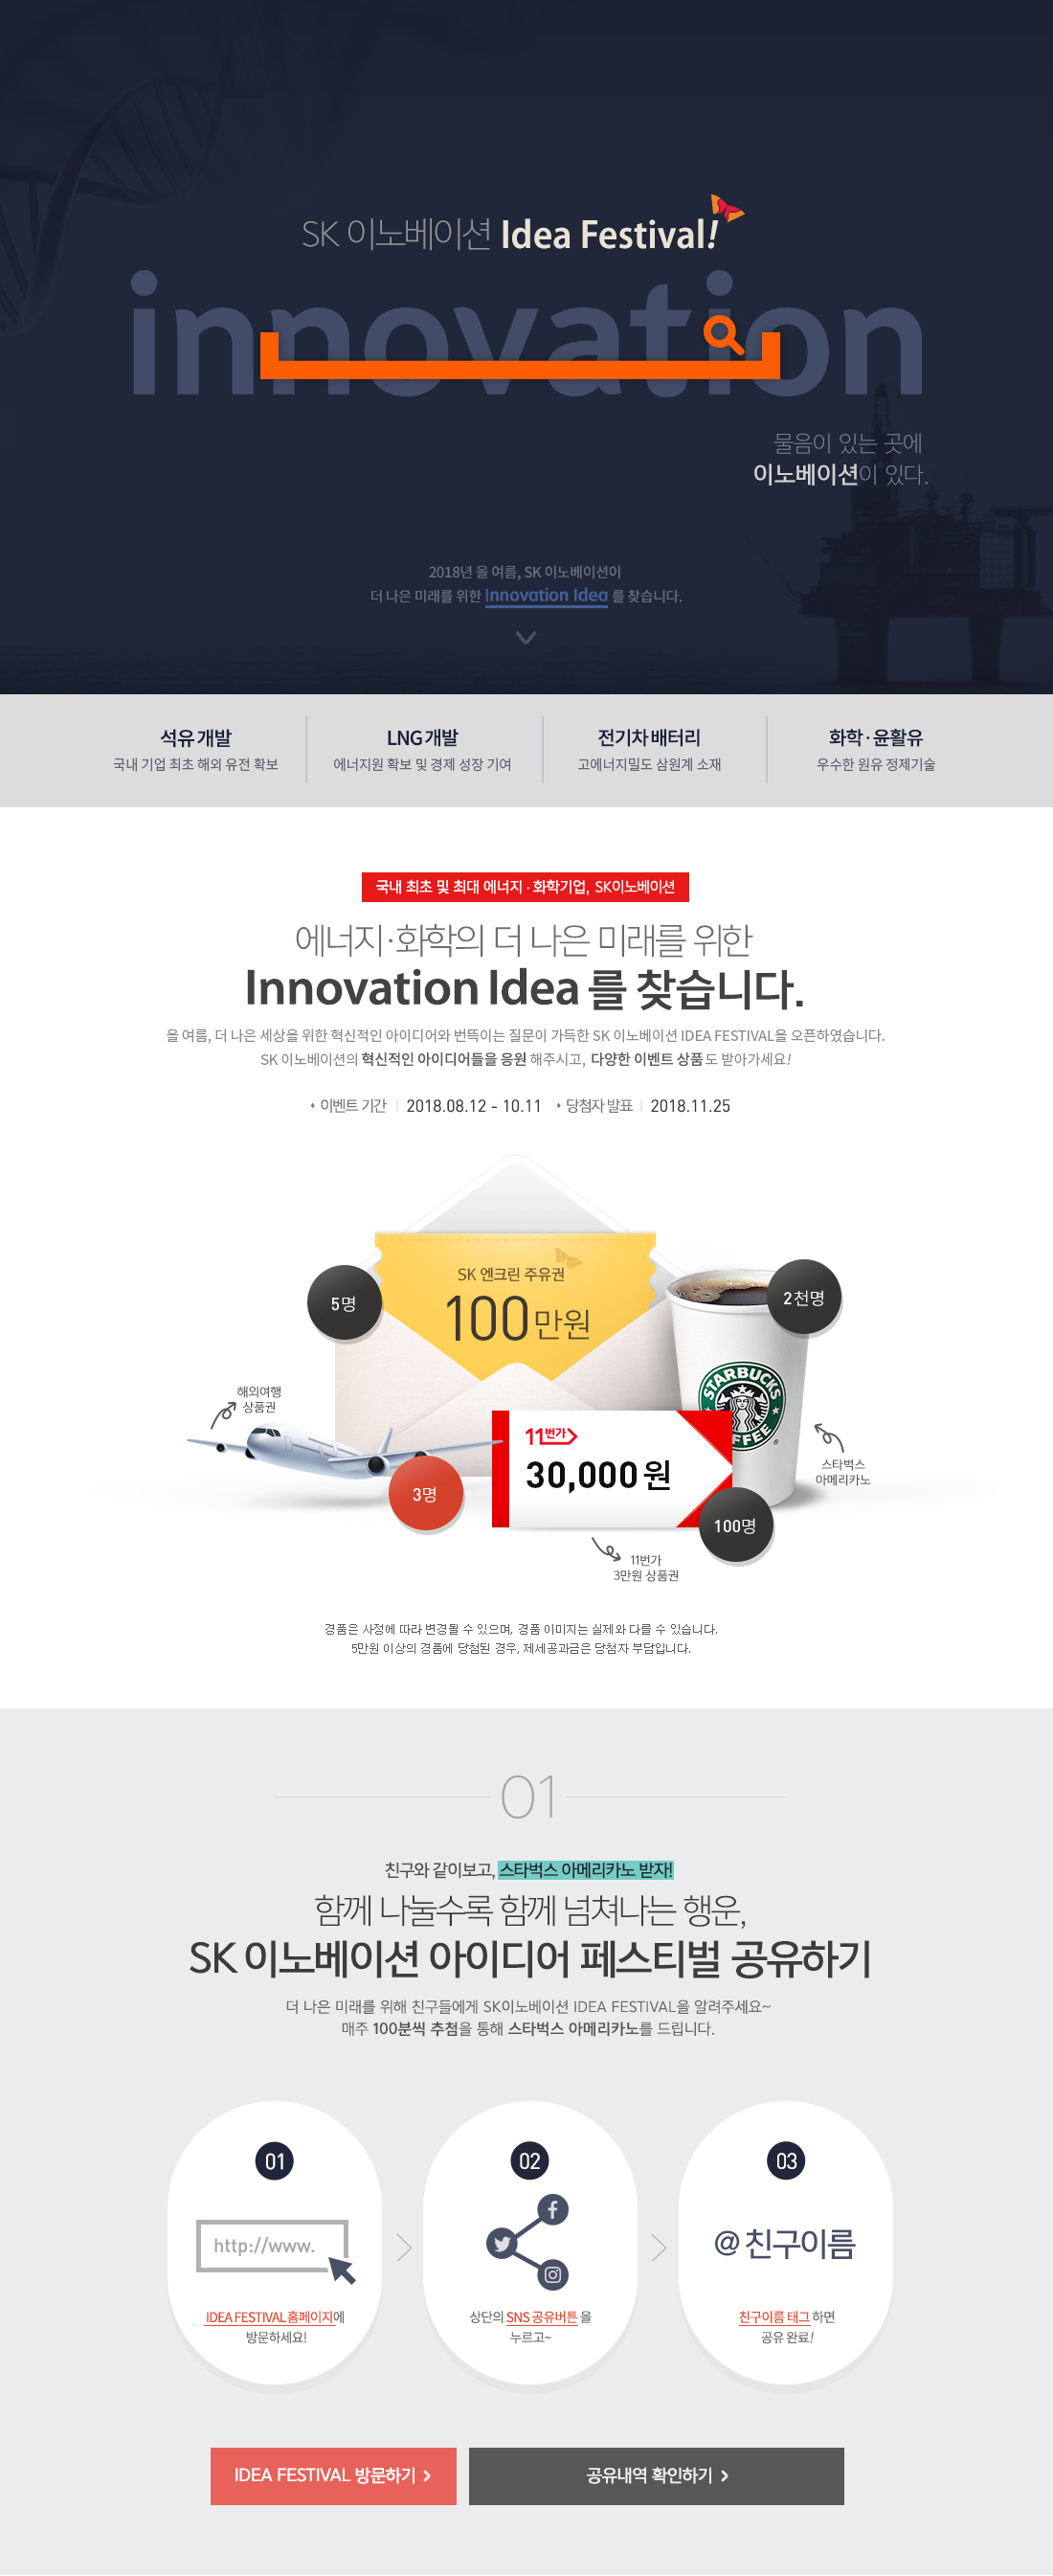 SK 이노베이션 Idea Festival!
innovation
물음이 있는 곳에
이노베이션이 있다.
2018년 올 여름, SK 이노베이션이
더 나은 미래를 위한 Innovation Idea 를 찾습니다.
석유 개발
국내 기업 최초 해외 유전 확보
LNG 개발
에너지원 확보 및 경제 성장 기여
전기차 배터리
고에너지밀도 삼원계 소재
화학 · 윤활유
우수한 원유 정제기술
국내 최초 및 최대 에너지 · 화학기업, SK이노베이션
에너지·화학의 더 나은 미래를 위한
Innovation Idea 를 찾습니다.
올 여름, 더 나은 세상을 위한 혁신적인 아이디어와 번뜩이는 질문이 가득한 SK 이노베이션 IDEA FESTIVAL을 오픈하였습니다.
SK 이노베이션의 혁신적인 아이디어들을 응원 해주시고, 다양한 이벤트 상품 도 받아가세요!
이벤트 기간 | 2018.08.12 - 10.11 당첨자 발표 | 2018.11.25
SK 엔크린 주유권
100만원
5명
2천명
해외여행
상품권
STARBUCKS
COFFEE
11번가
30,000원
스타벅스
아메리카노
3명
100명
11번가
3만원 상품권
경품은 사정에 따라 변경될 수 있으며, 경품 이미지는 실제와 다를 수 있습니다.
5만원 이상의 경품에 당첨된 경우, 제세공과금은 당첨자 부담입니다.
01
친구와 같이보고, 스타벅스 아메리카노 받자!
함께 나눌수록 함께 넘쳐나는 행운,
SK 이노베이션 아이디어 페스티벌 공유하기
더 나은 미래를 위해 친구들에게 SK이노베이션 IDEA FESTIVAL을 알려주세요~
매주 100분씩 추첨을 통해 스타벅스 아메리카노를 드립니다.
01
http://www.
IDEA FESTIVAL 홈페이지에
방문하세요!
02
상단의 SNS 공유버튼 을
누르고~
03
@ 친구이름
친구이름 태그 하면
공유 완료!
IDEA FESTIVAL 방문하기 >
공유내역 확인하기 >